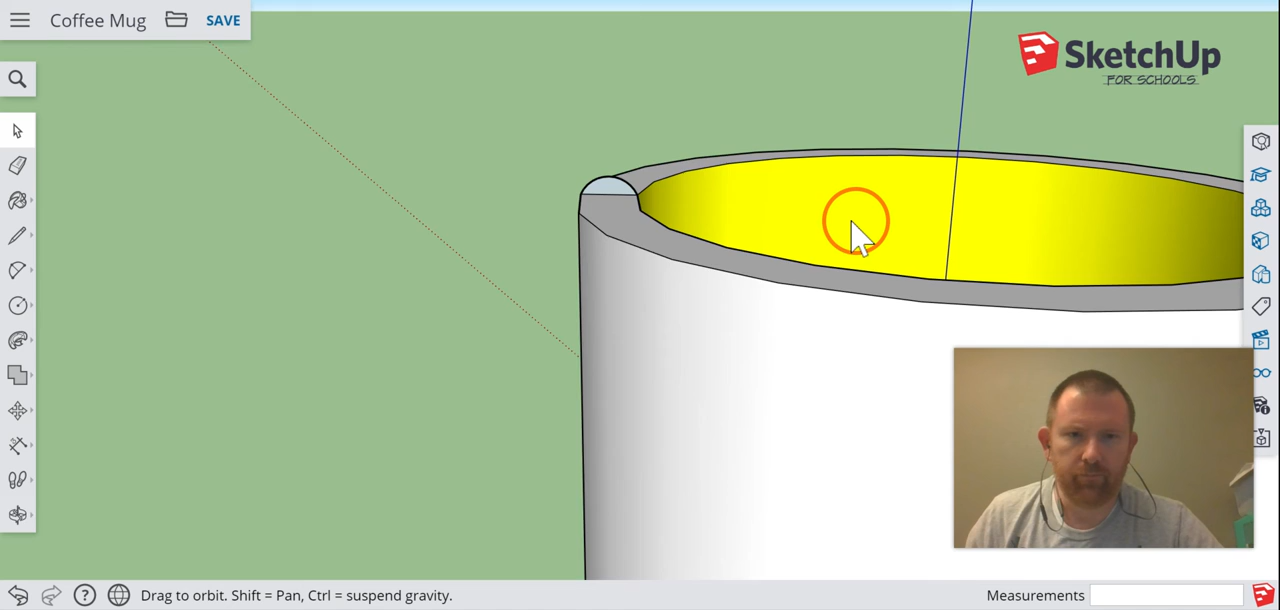 Coffee Mug SAVE
SketchUp
FOR SCHOOLS
Drag to orbit. Shift = Pan, Ctrl = suspend gravity.
Measurements